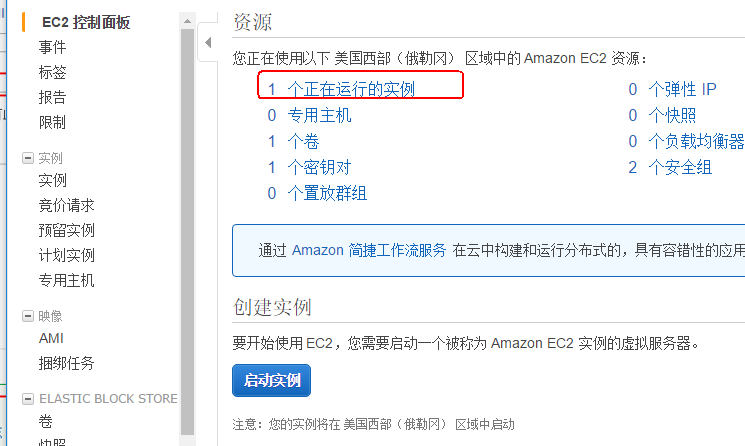 EC2 控制面板
事件
标签
报告
限制
实例
实例
竞价请求
预留实例
计划实例
专用主机
映像
AMI
捆绑任务
ELASTIC BLOCK STORE
卷
快照
资源
您正在使用以下 美国西部（俄勒冈） 区域中的 Amazon EC2 资源：
1 个正在运行的实例
0 个弹性 IP
0 专用主机
0 个快照
1 个卷
0 个负载均衡器
1 个密钥对
2 个安全组
0 个置放群组
通过 Amazon 简捷工作流服务 在云中构建和运行分布式的，具有容错性的应用
创建实例
要开始使用 EC2，您需要启动一个被称为 Amazon EC2 实例的虚拟服务器。
启动实例
注意：您的实例将在 美国西部（俄勒冈） 区域中启动